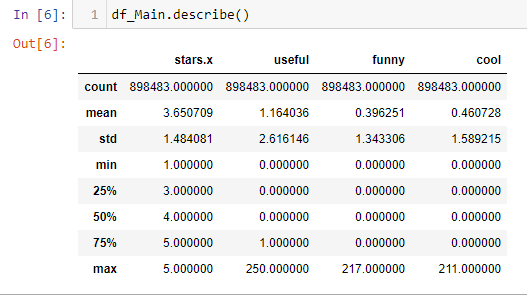 In [6]: 1 df_Main.describe()
Out[6]:
stars.x useful funny cool
count 898483.000000 898483.000000 898483.000000 898483.000000
mean 3.650709 1.164036 0.396251 0.460728
std 1.484081 2.616146 1.343306 1.589215
min 1.000000 0.000000 0.000000 0.000000
25% 3.000000 0.000000 0.000000 0.000000
50% 4.000000 0.000000 0.000000 0.000000
75% 5.000000 1.000000 0.000000 0.000000
max 5.000000 250.000000 217.000000 211.000000